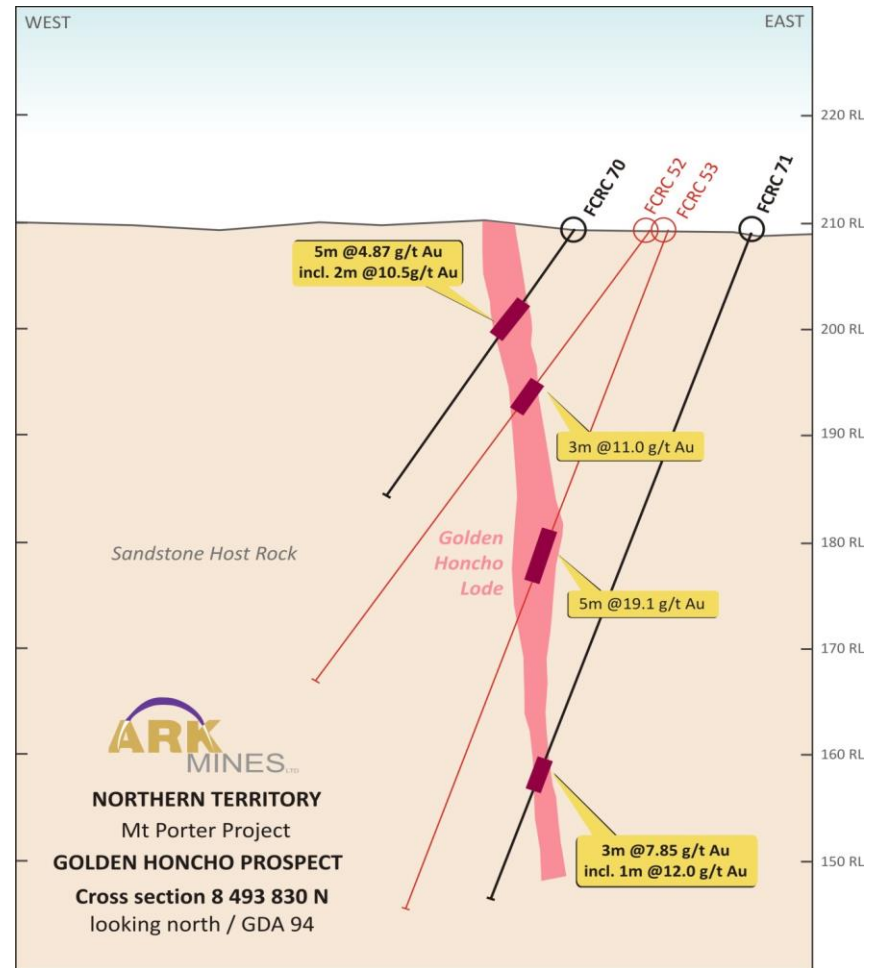 WEST
EAST
220 RL
FCRC 70
FCRC 52
FCRC 53
FCRC 71
210 RL
5m @4.87 g/t Au
incl. 2m @10.5g/t Au
200 RL
190 RL
3m @11.0 g/t Au
Sandstone Host Rock
Golden
Honcho
Lode
180 RL
5m @19.1 g/t Au
170 RL
ARK
MINES LTD
160 RL
NORTHERN TERRITORY
Mt Porter Project
GOLDEN HONCHO PROSPECT
Cross section 8 493 830 N
looking north / GDA 94
3m @7.85 g/t Au
incl. 1m @12.0 g/t Au
150 RL